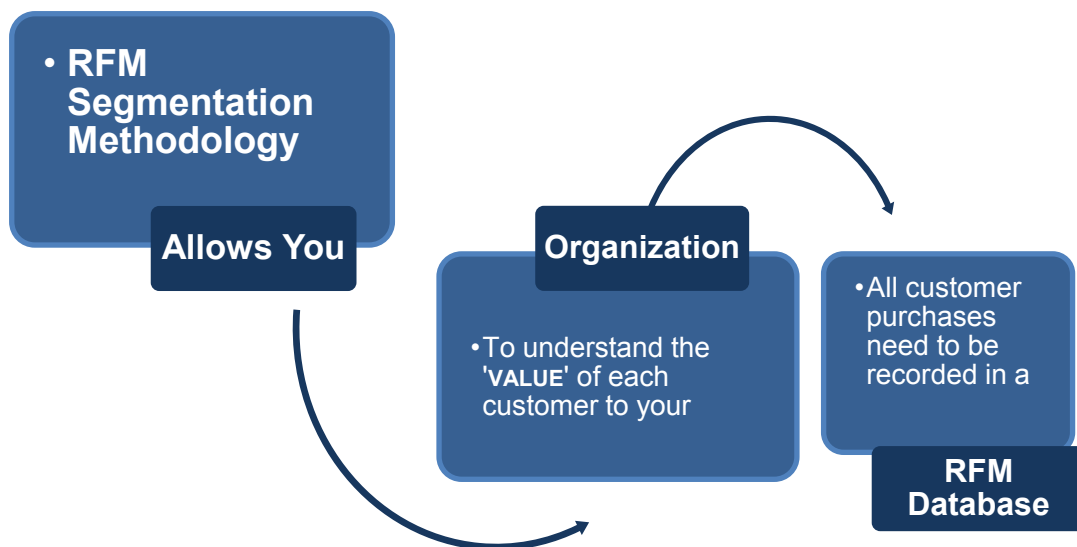 • RFM
Segmentation
Methodology
Allows You
Organization
•To understand the
'VALUE' of each
customer to your
•All customer
purchases
need to be
recorded in a
RFM
Database